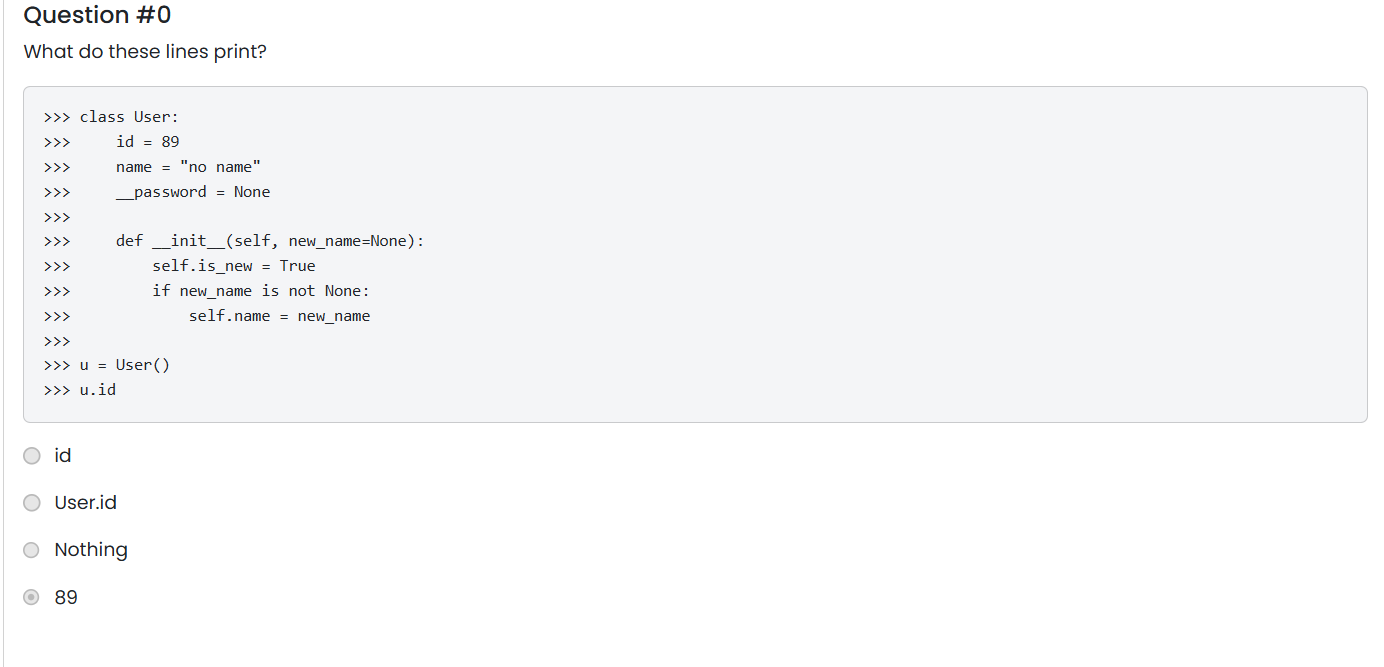 Question #0
What do these lines print?
>>> class User:
>>>     id = 89
>>>     name = "no name"
>>>     __password = None
>>>
>>>     def __init__(self, new_name=None):
>>>         self.is_new = True
>>>         if new_name is not None:
>>>             self.name = new_name
>>>
>>> u = User()
>>> u.id
id
User.id
Nothing
89